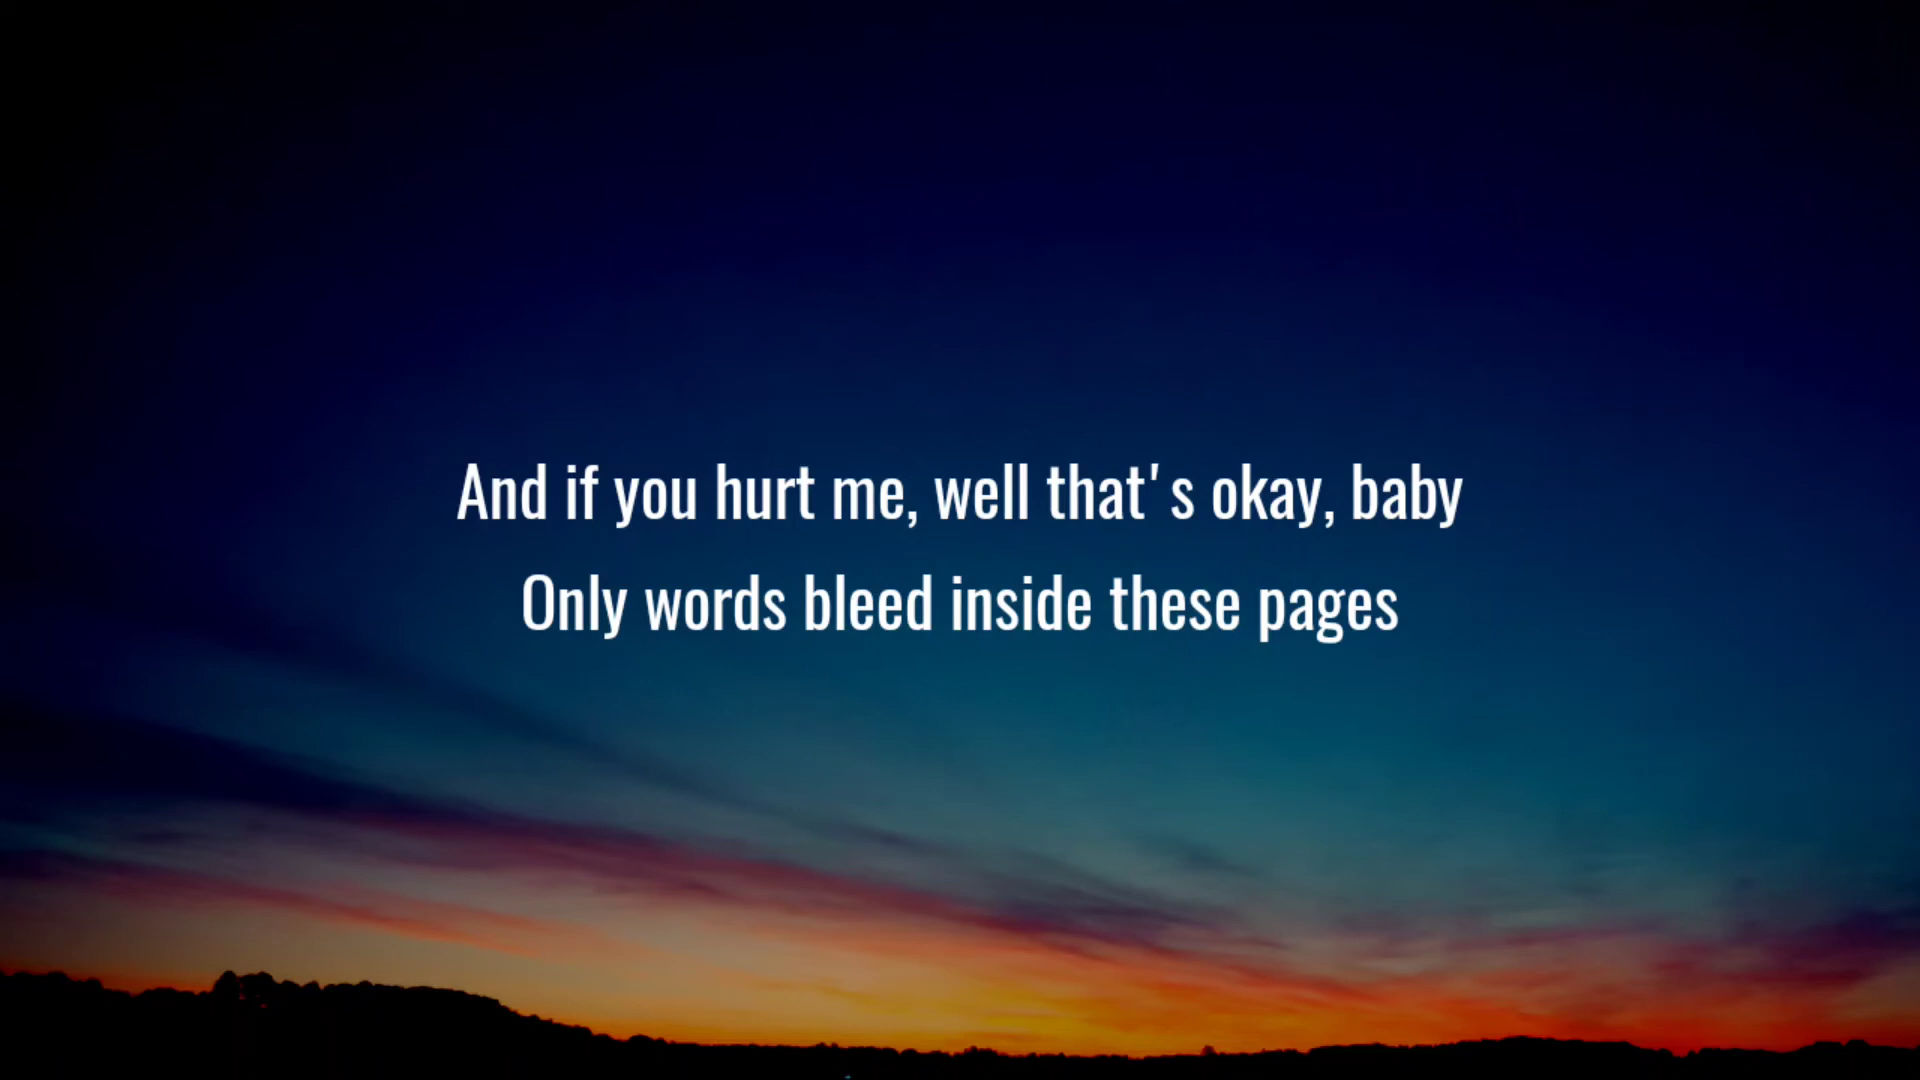 And if you hurt me, well that's okay, baby
Only words bleed inside these pages